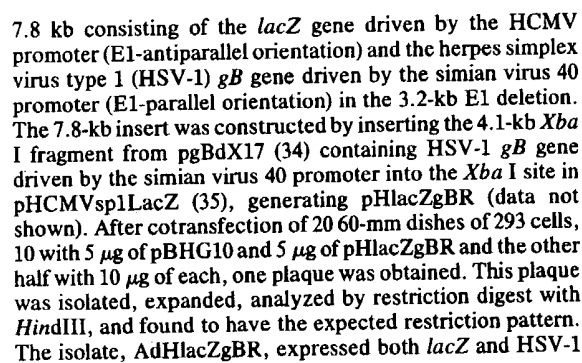 7.8 kb consisting of the lacZ gene driven by the HCMV
promoter (E1-antiparallel orientation) and the herpes simplex
virus type 1 (HSV-1) gB gene driven by the simian virus 40
promoter (E1-parallel orientation) in the 3.2-kb E1 deletion.
The 7.8-kb insert was constructed by inserting the 4.1-kb Xba
I fragment from pgBdX17 (34) containing HSV-1 gB gene
driven by the simian virus 40 promoter into the Xba I site in
pHCMVsp1LacZ (35), generating pHlacZgBR (data not
shown). After cotransfection of 20 60-mm dishes of 293 cells,
10 with 5 μg of pBHG10 and 5 μg of pHlacZgBR and the other
half with 10 μg of each, one plaque was obtained. This plaque
was isolated, expanded, analyzed by restriction digest with
HindIII, and found to have the expected restriction pattern.
The isolate, AdHlacZgBR, expressed both lacZ and HSV-1